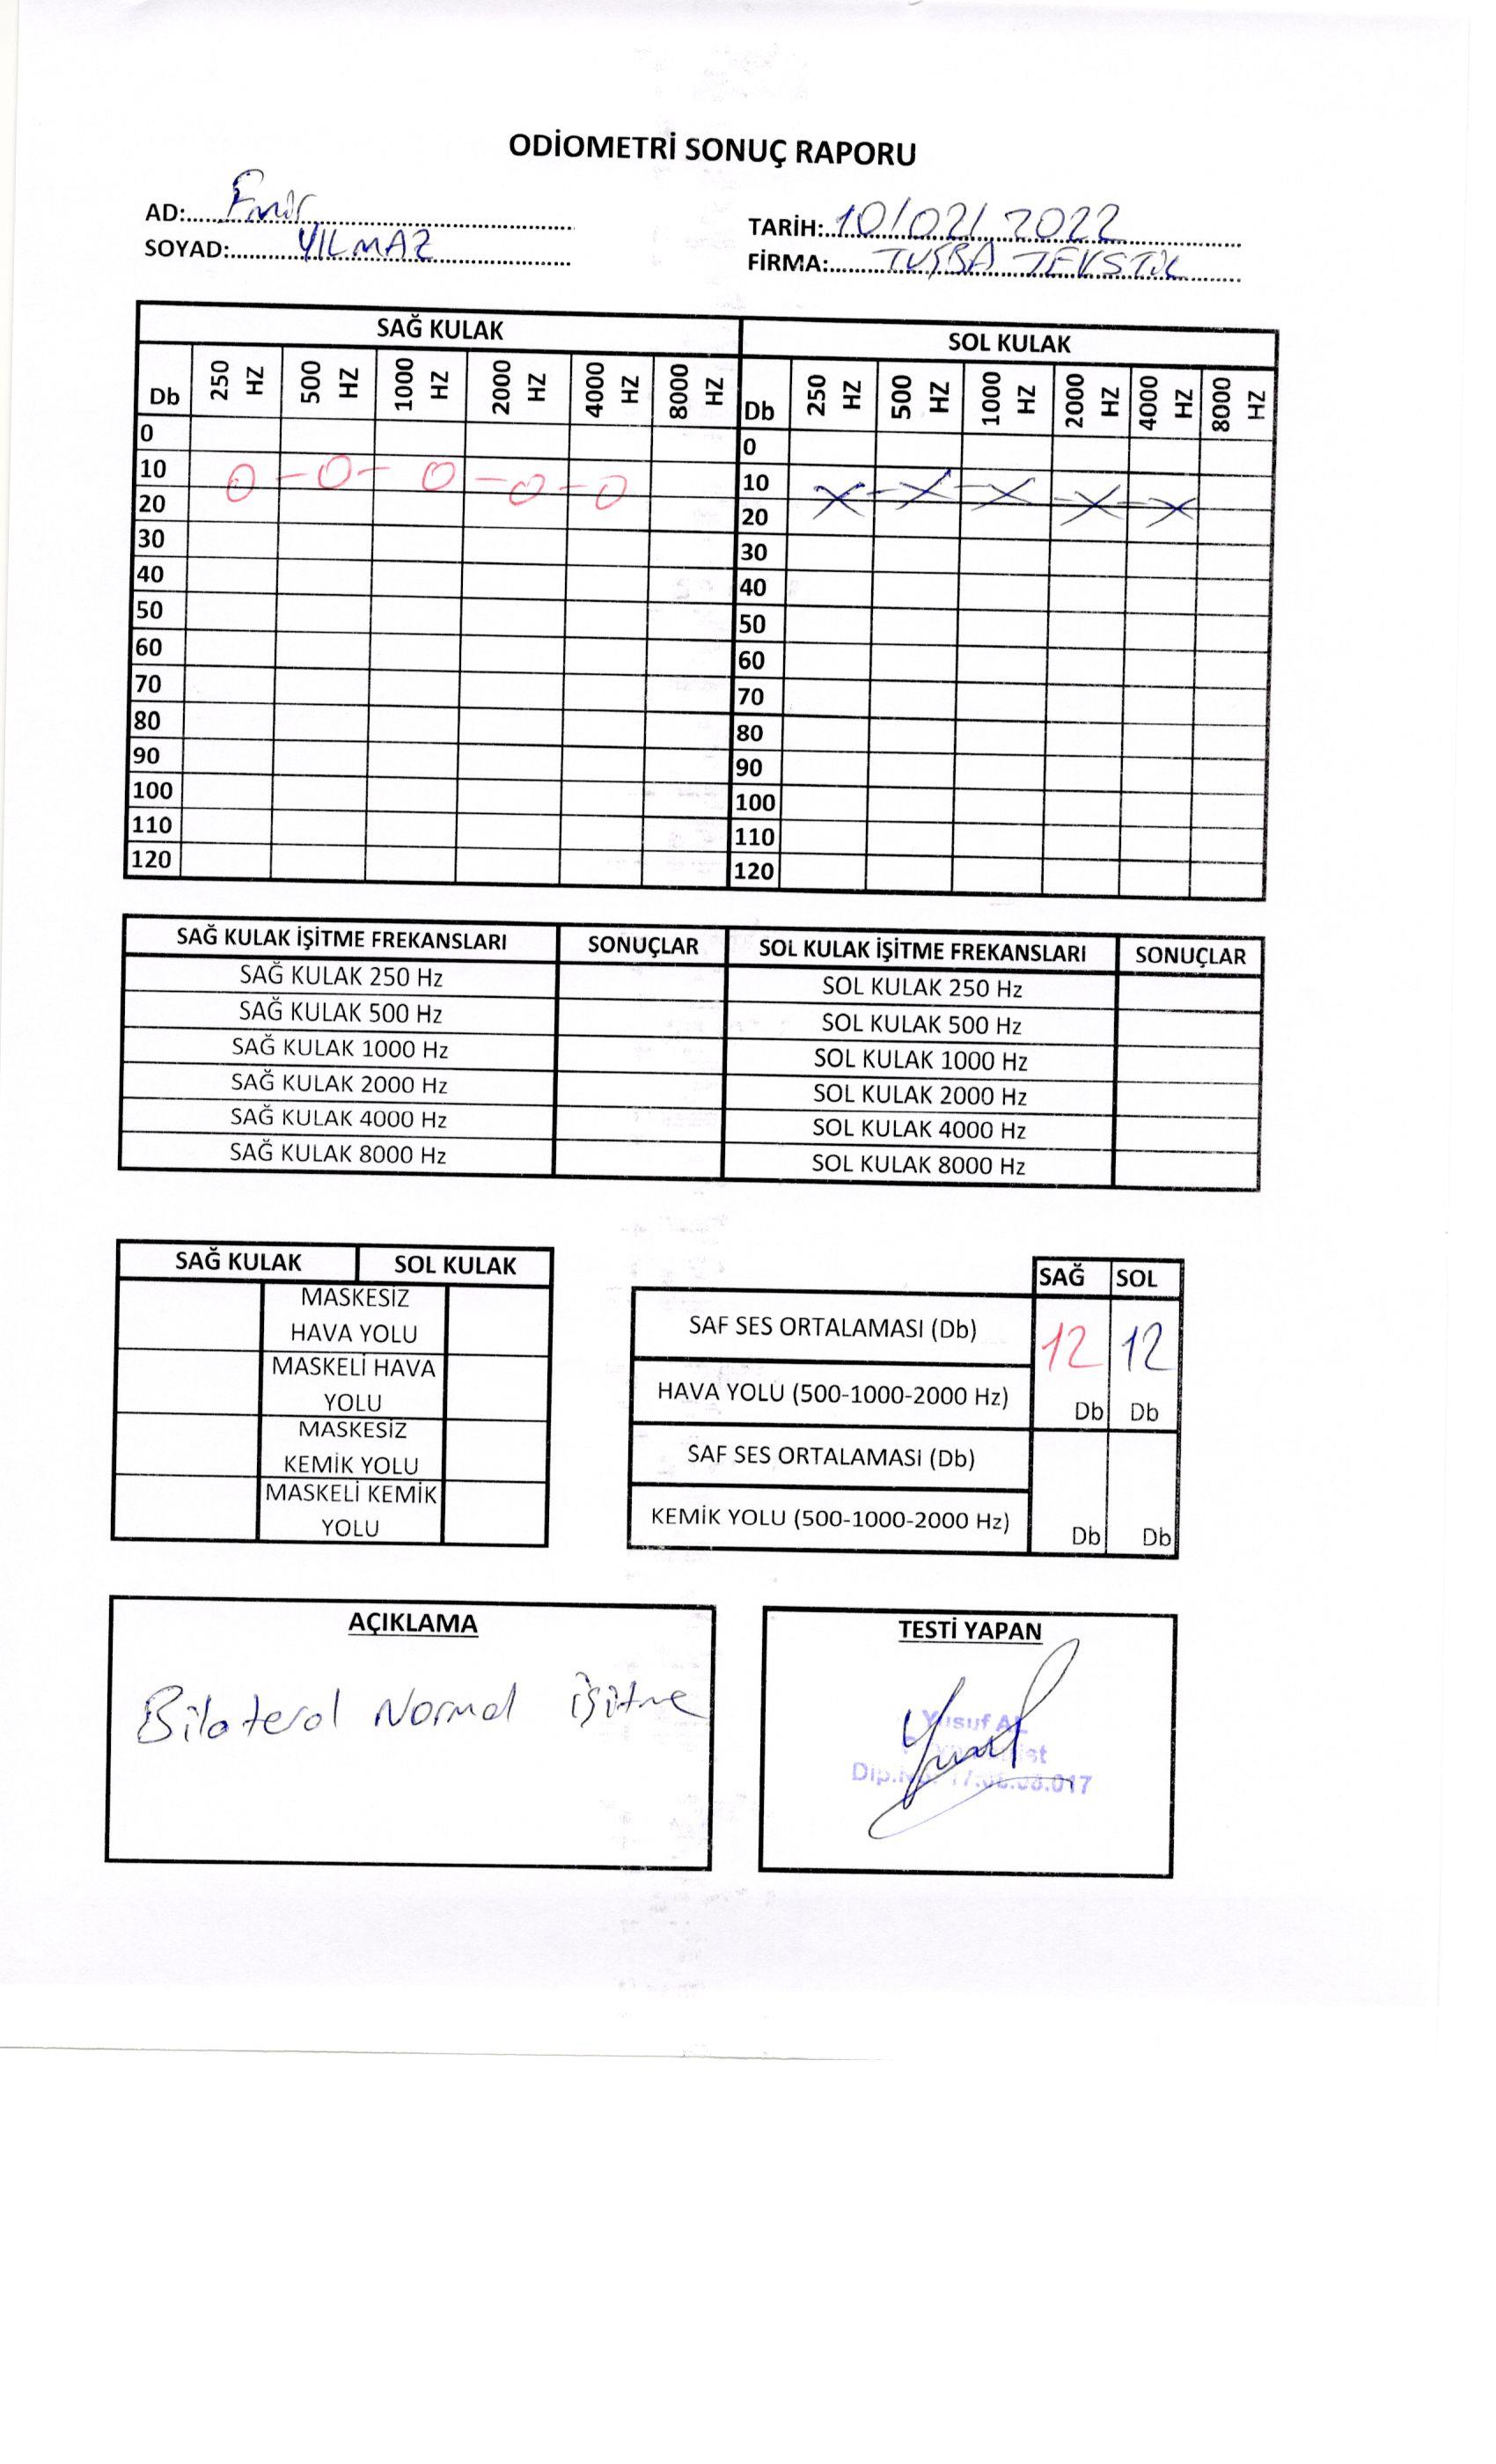 ODİOMETRİ SONUÇ RAPORU
AD: Emir
SOYAD: YILMAZ
TARİH: 10/02/2022
FİRMA: TUĞBA TEKSTİL
SAĞ KULAK SOL KULAK
Db 250 HZ 500 HZ 1000 HZ 2000 HZ 4000 HZ 8000 HZ Db 250 HZ 500 HZ 1000 HZ 2000 HZ 4000 HZ 8000 HZ
0 0
10 O - O - O - O - O 10 X - X - X - X - X
20 20
30 30
40 40
50 50
60 60
70 70
80 80
90 90
100 100
110 110
120 120
SAĞ KULAK İŞİTME FREKANSLARI SONUÇLAR SOL KULAK İŞİTME FREKANSLARI SONUÇLAR
SAĞ KULAK 250 Hz SOL KULAK 250 Hz
SAĞ KULAK 500 Hz SOL KULAK 500 Hz
SAĞ KULAK 1000 Hz SOL KULAK 1000 Hz
SAĞ KULAK 2000 Hz SOL KULAK 2000 Hz
SAĞ KULAK 4000 Hz SOL KULAK 4000 Hz
SAĞ KULAK 8000 Hz SOL KULAK 8000 Hz
SAĞ KULAK SOL KULAK
MASKESİZ
HAVA YOLU
MASKELİ HAVA
YOLU
MASKESİZ
KEMİK YOLU
MASKELİ KEMİK
YOLU
SAĞ SOL
SAF SES ORTALAMASI (Db) 12 12
HAVA YOLU (500-1000-2000 Hz) Db Db
SAF SES ORTALAMASI (Db)
KEMİK YOLU (500-1000-2000 Hz) Db Db
AÇIKLAMA
Bilateral Normal işitme
TESTİ YAPAN
Yusuf AL
Dip.No: